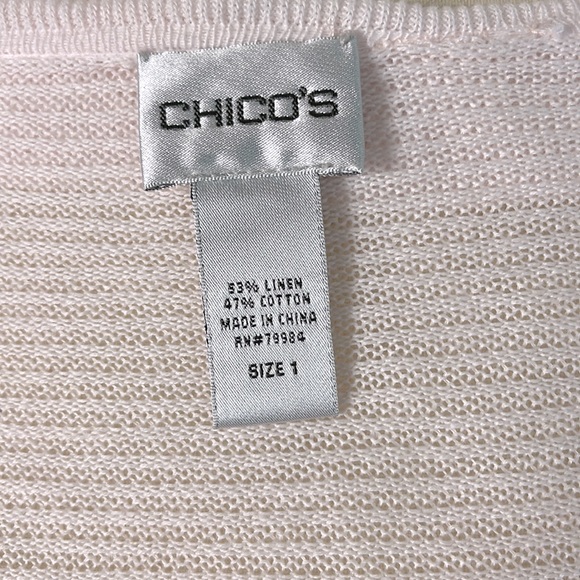 CHICO'S
53% LINEN
47% COTTON
MADE IN CHINA
RN#79984
SIZE 1